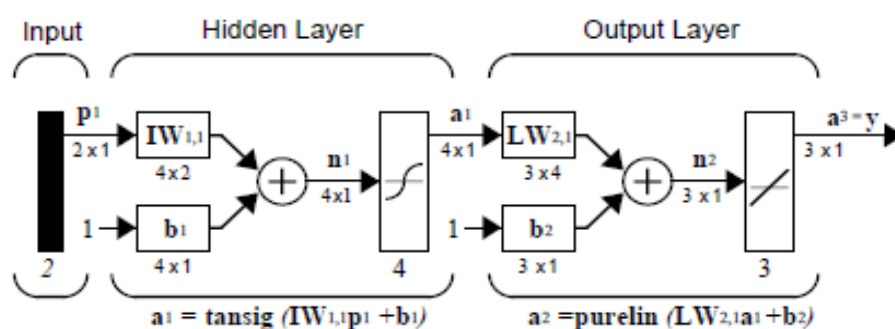 Input Hidden Layer Output Layer
p1 a1 a3 = y
IW1,1 LW2,1
2 x 1 n1 4x1 n2 3 x 1
4x2 3 x 4
4x1 3 x 1
1 b1 1 b2
2 4 x 1 4 3 x 1 3
a1 = tansig (IW1,1p1 +b1) a2 =purelin (LW2,1a1 +b2)